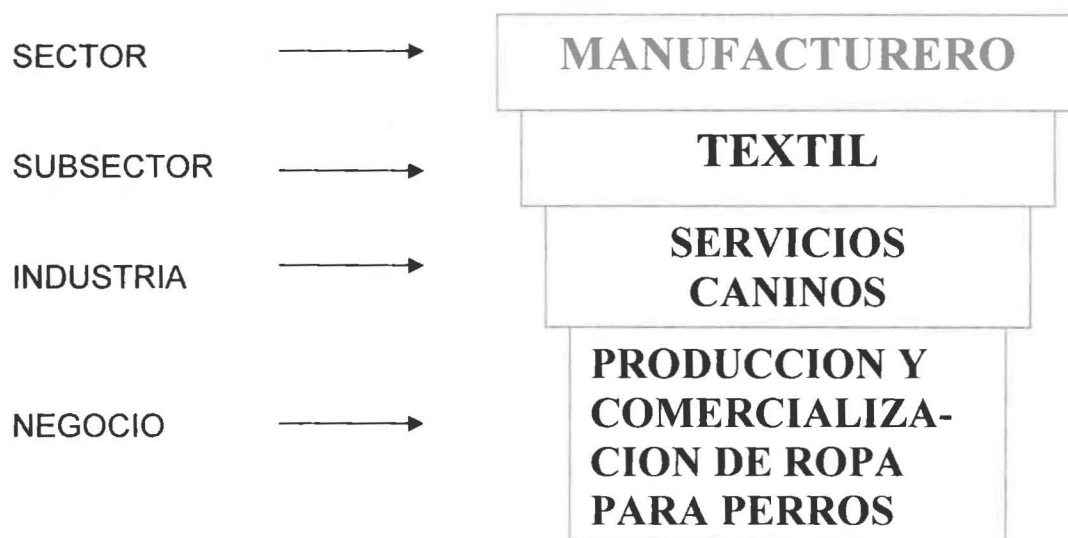 SECTOR
MANUFACTURERO
SUBSECTOR
TEXTIL
INDUSTRIA
SERVICIOS
CANINOS
NEGOCIO
PRODUCCION Y
COMERCIALIZA-
CION DE ROPA
PARA PERROS